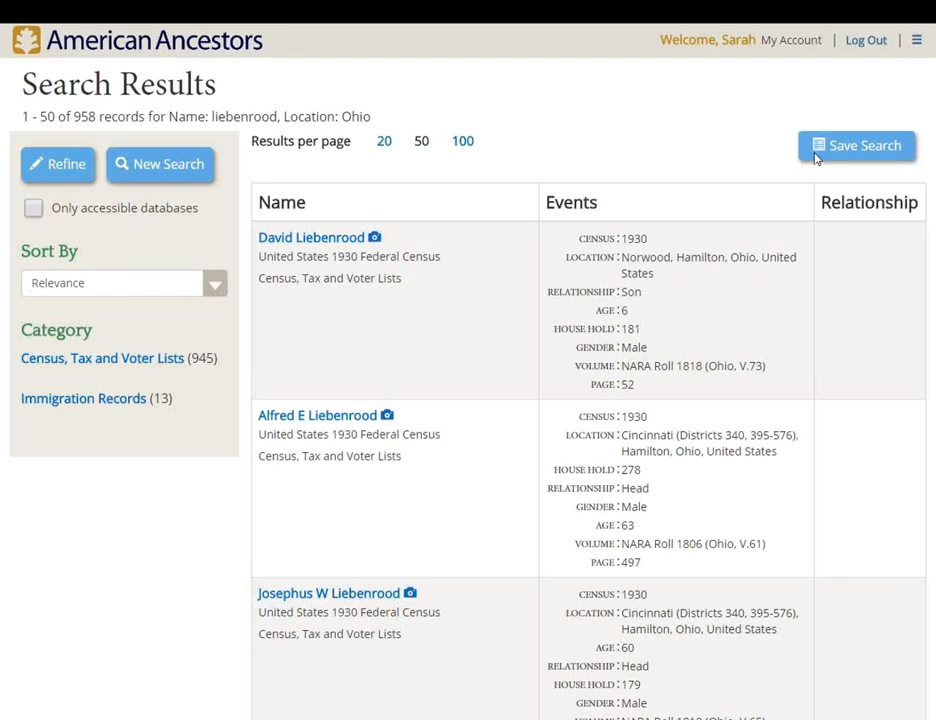 American Ancestors
Welcome, Sarah My Account | Log Out |
Search Results
1 - 50 of 958 records for Name: liebenrood, Location: Ohio
Refine
New Search
Only accessible databases
Sort By
Relevance
Category
Census, Tax and Voter Lists (945)
Immigration Records (13)
Results per page 20 50 100
Save Search
Name Events Relationship
David Liebenrood
United States 1930 Federal Census
Census, Tax and Voter Lists
CENSUS: 1930
LOCATION: Norwood, Hamilton, Ohio, United
States
RELATIONSHIP: Son
AGE: 6
HOUSE HOLD: 181
GENDER: Male
VOLUME: NARA Roll 1818 (Ohio, V.73)
PAGE: 52
Alfred E Liebenrood
United States 1930 Federal Census
Census, Tax and Voter Lists
CENSUS: 1930
LOCATION: Cincinnati (Districts 340, 395-576),
Hamilton, Ohio, United States
HOUSE HOLD: 278
RELATIONSHIP: Head
GENDER: Male
AGE: 63
VOLUME: NARA Roll 1806 (Ohio, V.61)
PAGE: 497
Josephus W Liebenrood
United States 1930 Federal Census
Census, Tax and Voter Lists
CENSUS: 1930
LOCATION: Cincinnati (Districts 340, 395-576),
Hamilton, Ohio, United States
AGE: 60
RELATIONSHIP: Head
HOUSE HOLD: 179
GENDER: Male